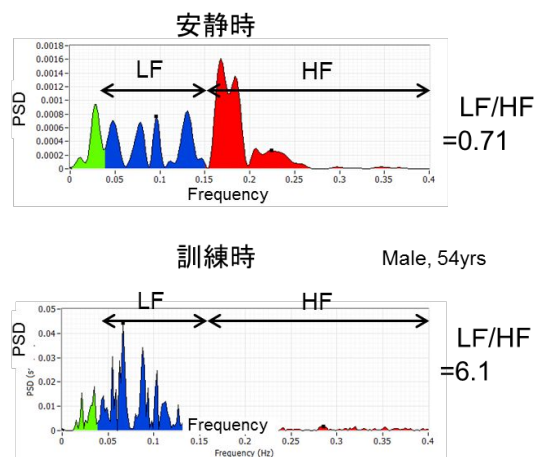 安静時
LF HF
PSD
0.0018
0.0016
0.0014
0.0012
0.001
0.0008
0.0006
0.0004
0.0002
0
0 0.05 0.1 0.15 0.2 0.25 0.3 0.35 0.4
Frequency
LF/HF
=0.71
訓練時
Male, 54yrs
LF HF
PSD
PSD (s²
0.05
0.04
0.03
0.02
0.01
0
Frequency
0 0.05 0.1 0.15 0.25 0.3 0.35 0.4
Frequency (Hz)
LF/HF
=6.1